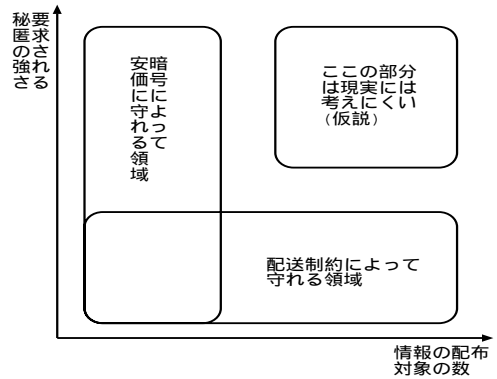 要求される
秘匿の強さ
暗号によって
安価に守れる領域
ここの部分
は現実には
考えにくい
(仮説)
配送制約によって
守れる領域
情報の配布
対象の数